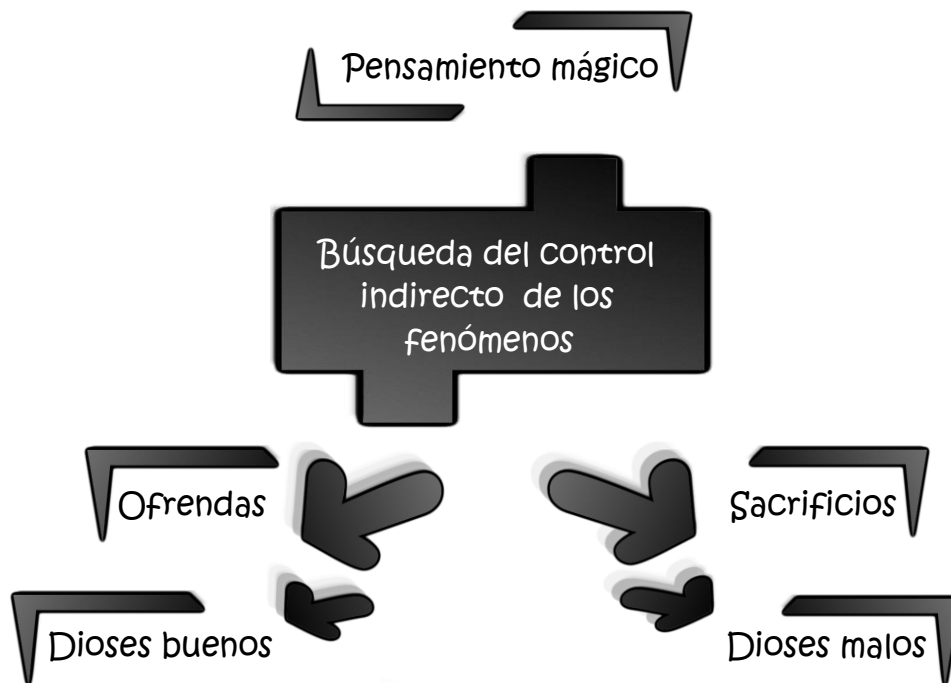 Pensamiento mágico
Búsqueda del control
indirecto de los
fenómenos
Ofrendas
Sacrificios
Dioses buenos
Dioses malos